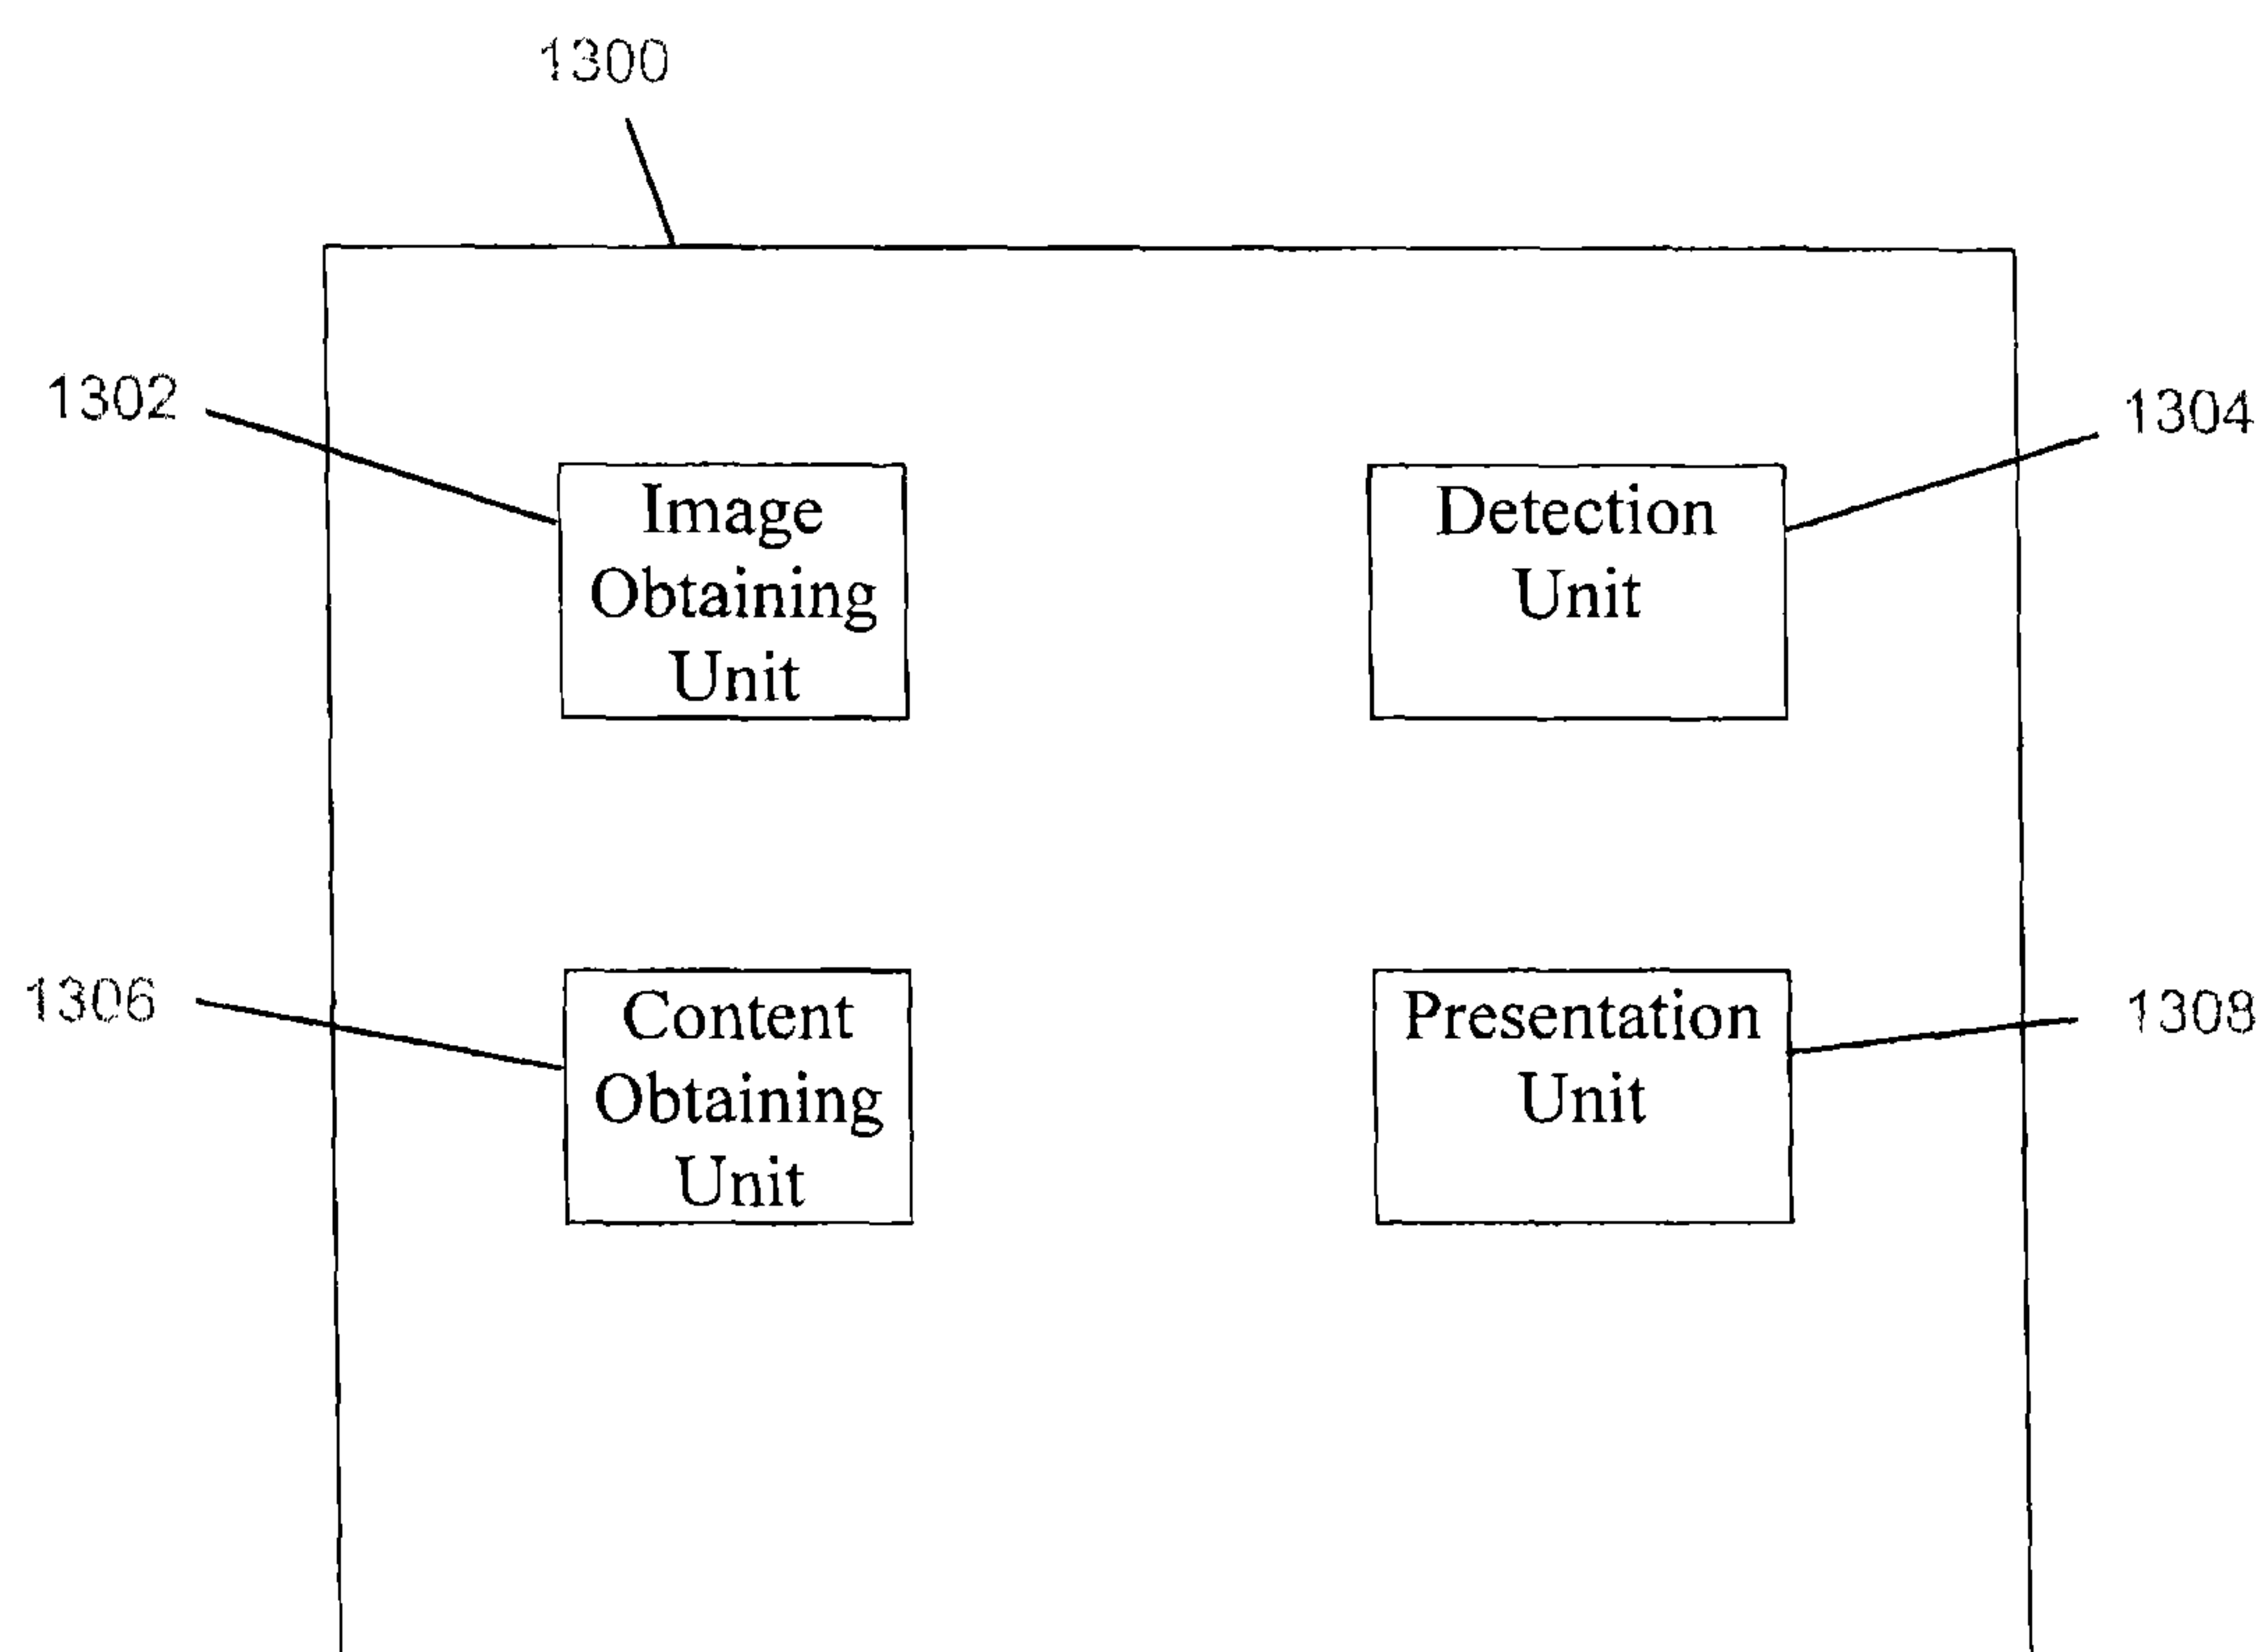 1300
1302
1304
Image
Obtaining
Unit
Detection
Unit
1306
1308
Content
Obtaining
Unit
Presentation
Unit